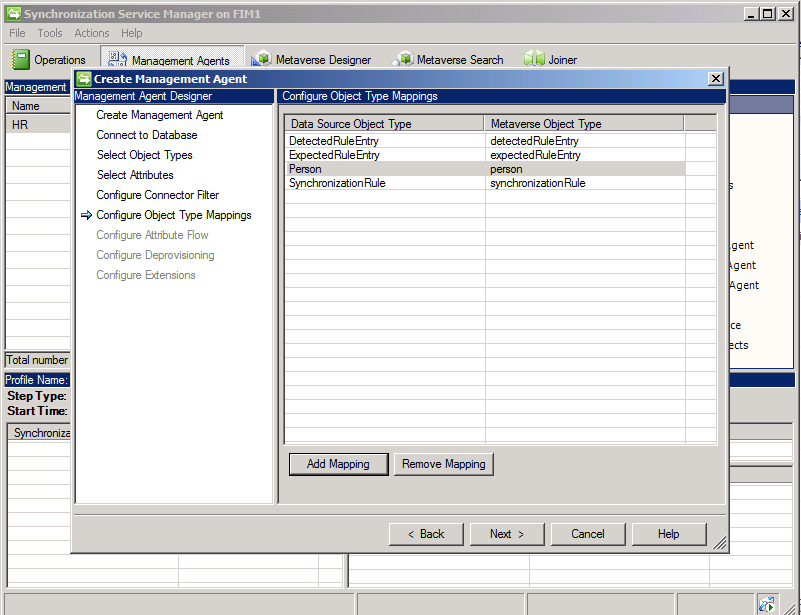 Synchronization Service Manager on FIM1
File Tools Actions Help
Operations Management Agents Metaverse Designer Metaverse Search Joiner
Management
Name
HR
Total number
Profile Name:
Step Type:
Start Time:
Synchroniza
Create Management Agent
Management Agent Designer
Create Management Agent
Connect to Database
Select Object Types
Select Attributes
Configure Connector Filter
Configure Object Type Mappings
Configure Attribute Flow
Configure Deprovisioning
Configure Extensions
Configure Object Type Mappings
Data Source Object Type Metaverse Object Type
DetectedRuleEntry detectedRuleEntry
ExpectedRuleEntry expectedRuleEntry
Person person
SynchronizationRule synchronizationRule
Add Mapping Remove Mapping
< Back Next > Cancel Help
s
gent
Agent
Agent
ce
ects